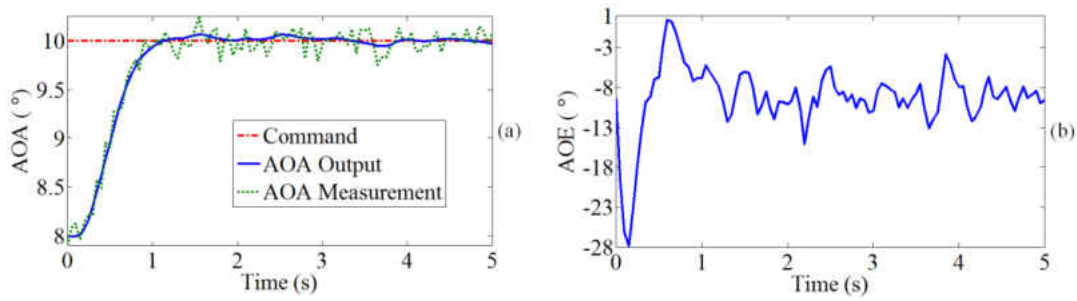 10
9.5
9
8.5
8
AOA ( ° )
Command
AOA Output
AOA Measurement
0 1 2 3 4 5
Time (s)
(a)
1
-3
-8
-13
-18
-23
-28
AOE ( ° )
0 1 2 3 4 5
Time (s)
(b)